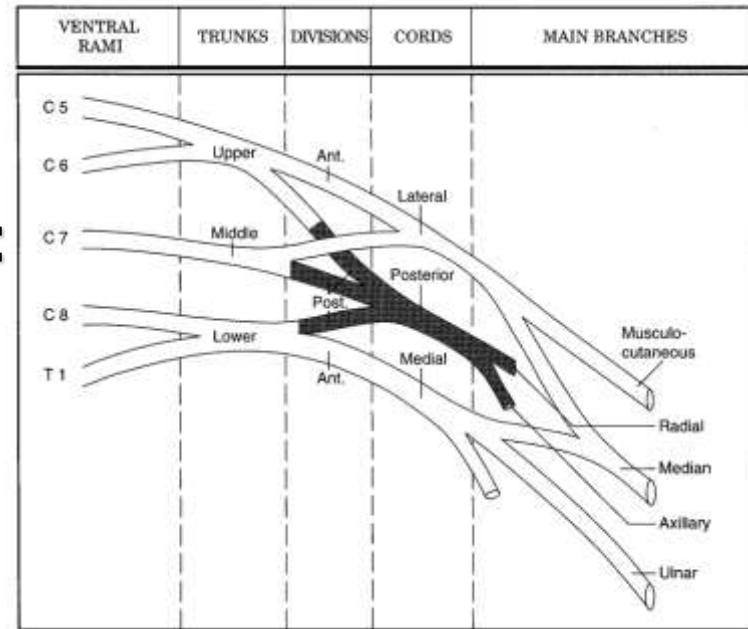 VENTRAL RAMI
TRUNKS
DIVISIONS
CORDS
MAIN BRANCHES
C 5
C 6
C 7
C 8
T 1
Upper
Middle
Lower
Ant.
Post.
Ant.
Lateral
Posterior
Medial
Musculo-
cutaneous
Radial
Median
Axillary
Ulnar